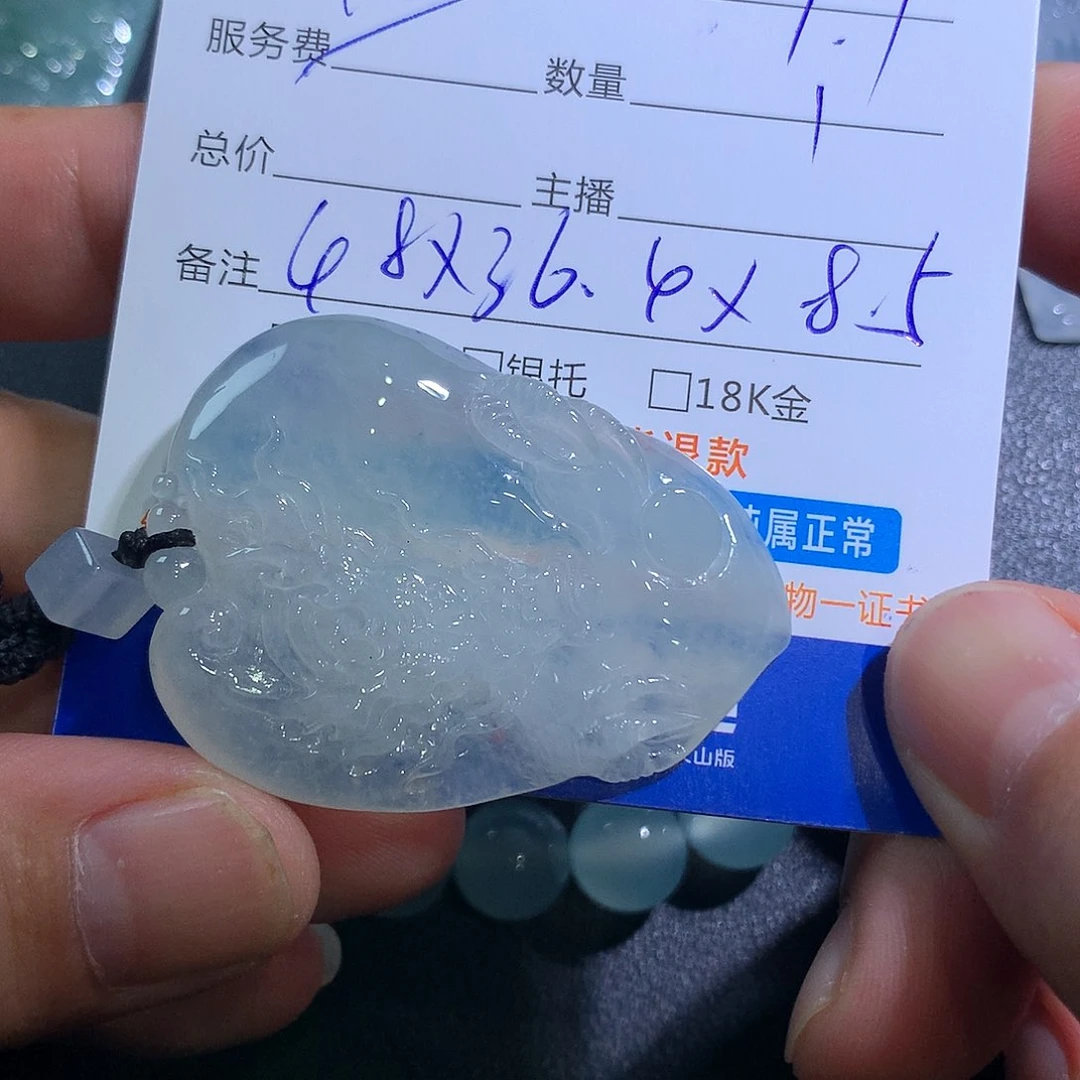 服务费 数量 1
总价 主播
备注 48X36.4X8.5
银托 □18K金
退款
属正常
物一证书
山版